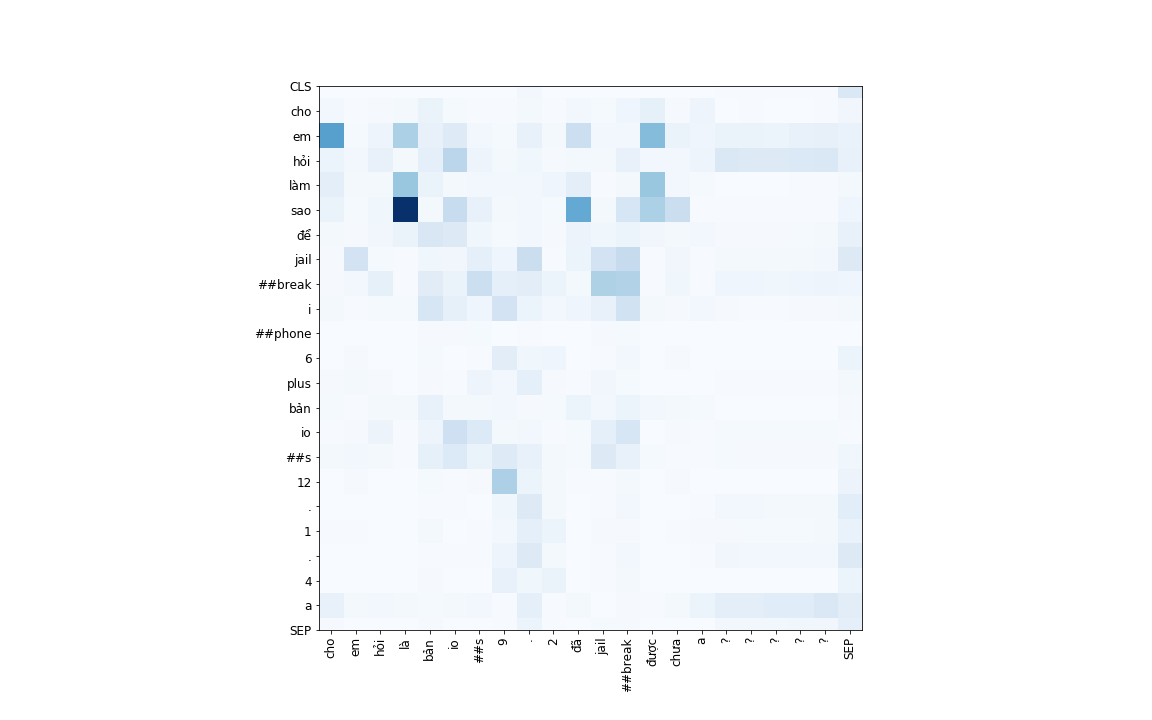 CLS
cho
em
hỏi
làm
sao
để
jail
##break
i
##phone
6
plus
bản
io
##s
12
.
1
.
4
a
SEP
cho
em
hỏi
là
bản
io
##s
9
.
2
đã
jail
##break
được
chưa
a
?
?
?
?
?
SEP